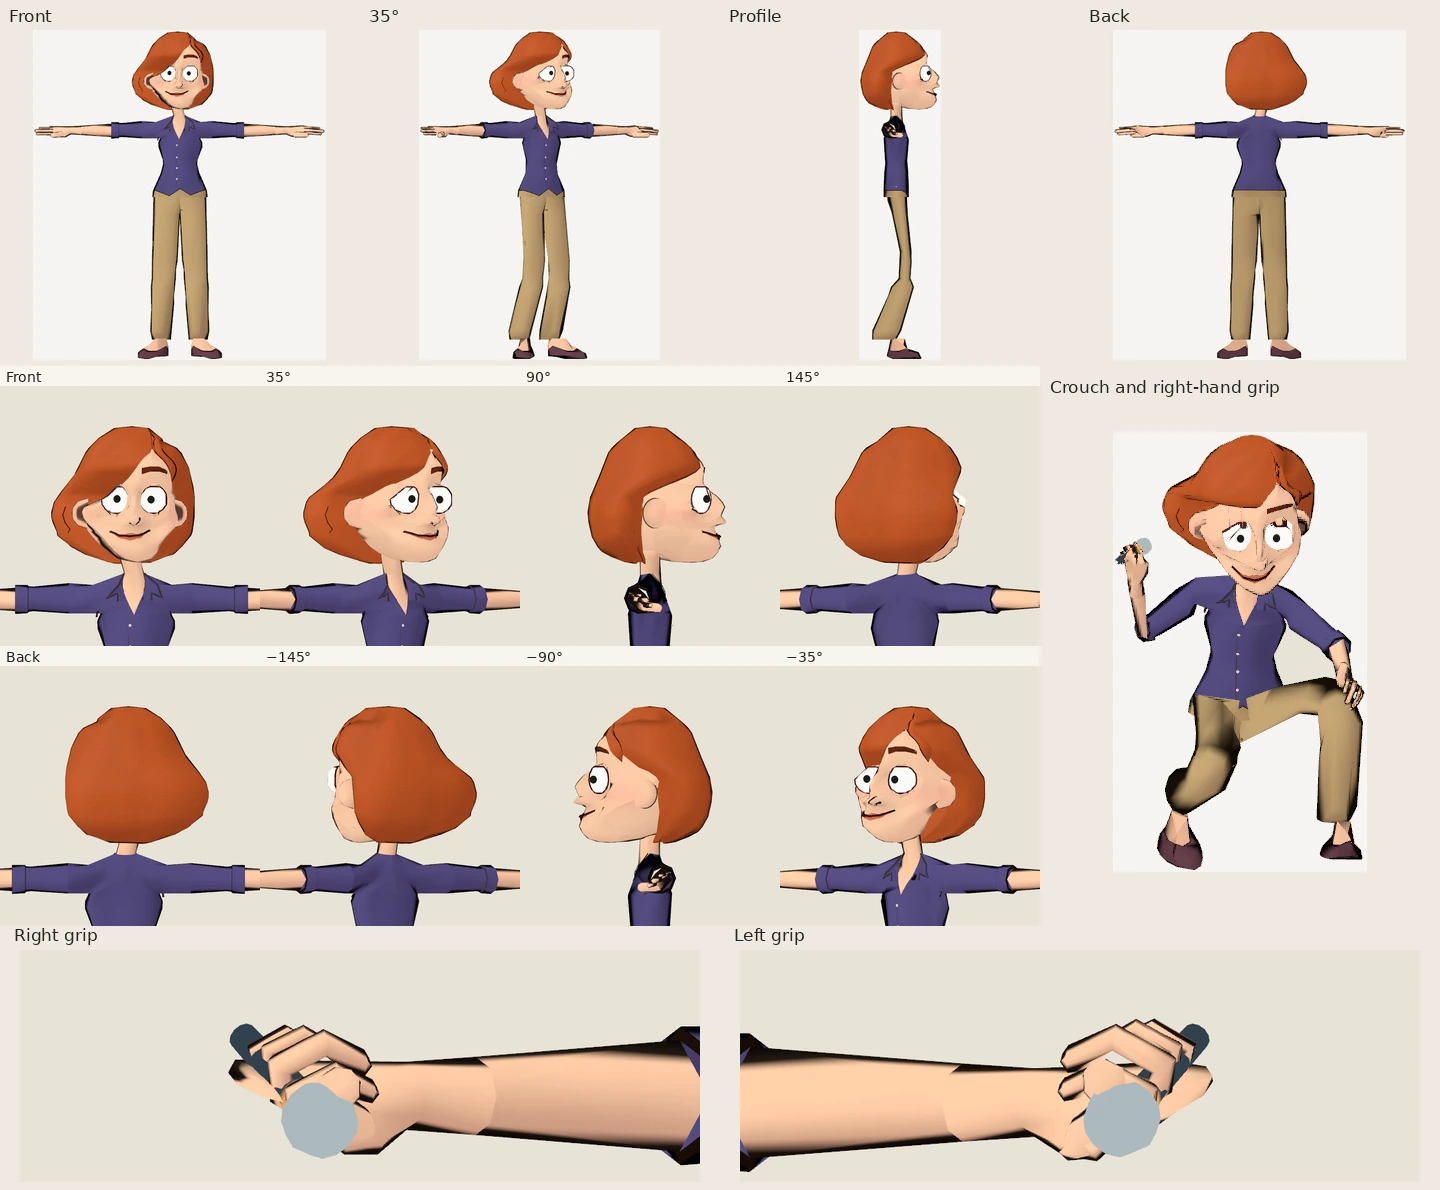 Front
35°
Profile
Back
Front
35°
90°
145°
Crouch and right-hand grip
Back
−145°
−90°
−35°
Right grip
Left grip